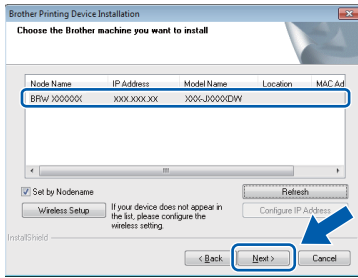 Brother Printing Device Installation
Choose the Brother machine you want to install
Node Name IP Address Model Name Location MAC Ad
BRW XXXXXX XXX.XXX.XX XXX-JXXXXDW
Set by Nodename
Refresh
Wireless Setup
If your device does not appear in
the list, please configure the
wireless setting.
Configure IP Address
InstallShield
< Back Next > Cancel